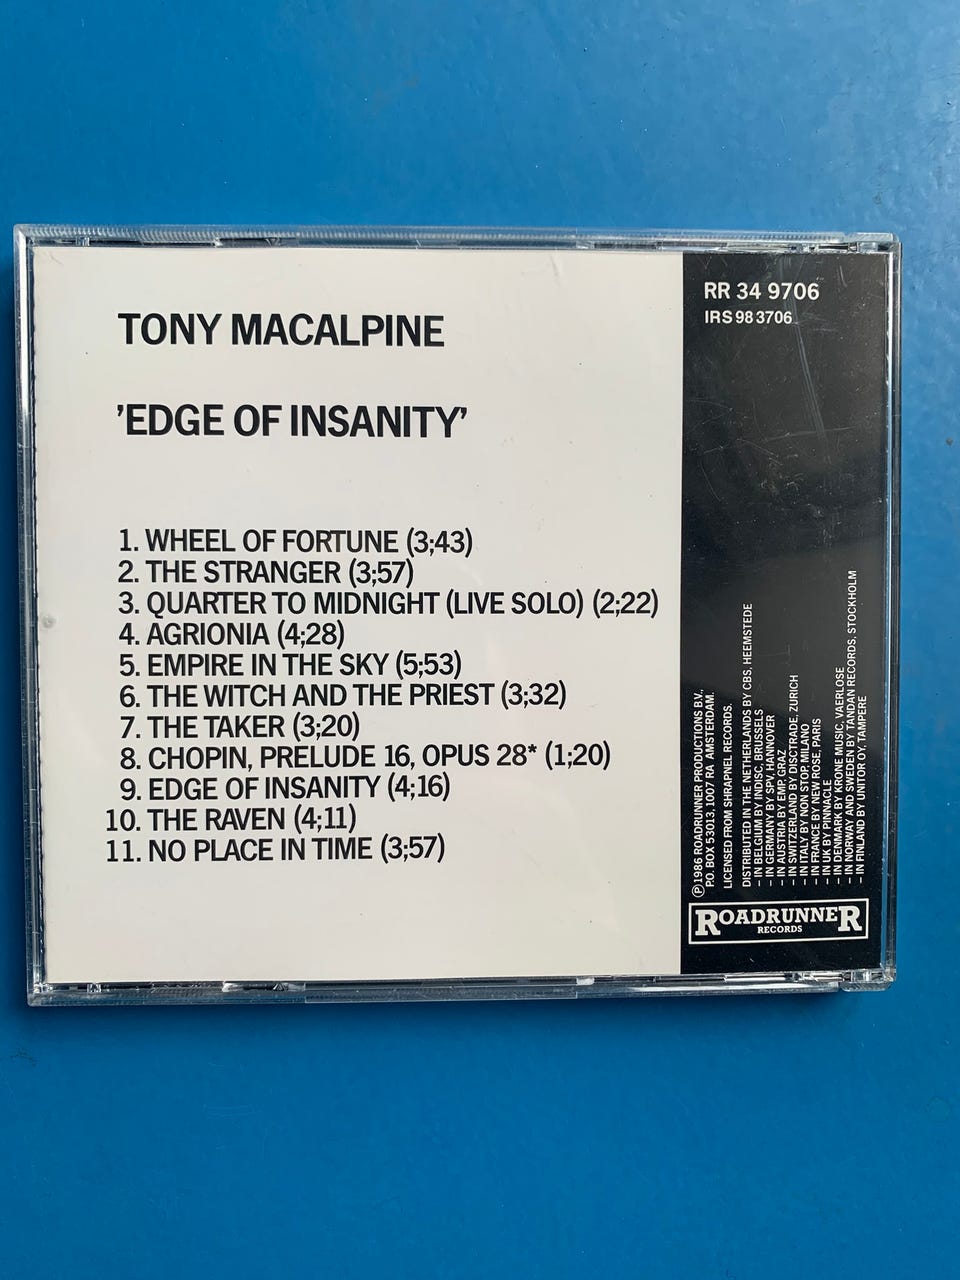 TONY MACALPINE
'EDGE OF INSANITY'
1. WHEEL OF FORTUNE (3;43)
2. THE STRANGER (3;57)
3. QUARTER TO MIDNIGHT (LIVE SOLO) (2;22)
4. AGRIONIA (4;28)
5. EMPIRE IN THE SKY (5;53)
6. THE WITCH AND THE PRIEST (3;32)
7. THE TAKER (3;20)
8. CHOPIN, PRELUDE 16, OPUS 28* (1;20)
9. EDGE OF INSANITY (4;16)
10. THE RAVEN (4;11)
11. NO PLACE IN TIME (3;57)
RR 34 9706
IRS 98 3706
Ⓟ 1986 ROADRUNNER PRODUCTIONS B.V.,
P.O. BOX 53013, 1007 RA AMSTERDAM.
LICENSED FROM SHRAPNEL RECORDS.
DISTRIBUTED IN THE NETHERLANDS BY CBS, HEEMSTEDE
– IN BELGIUM BY INDISC, BRUSSELS
– IN GERMANY BY SPV, HANNOVER
– IN AUSTRIA BY EMP, GRAZ
– IN SWITZERLAND BY DISCTRADE, ZURICH
– IN ITALY BY NON STOP, MILANO
– IN FRANCE BY NEW ROSE, PARIS
– IN UK BY PINNACLE
– IN DENMARK BY KRONE MUSIC, VAERLOSE
– IN NORWAY AND SWEDEN BY TANDAN RECORDS, STOCKHOLM
– IN FINLAND BY UNITOR OY, TAMPERE
ROADRUNNER
RECORDS